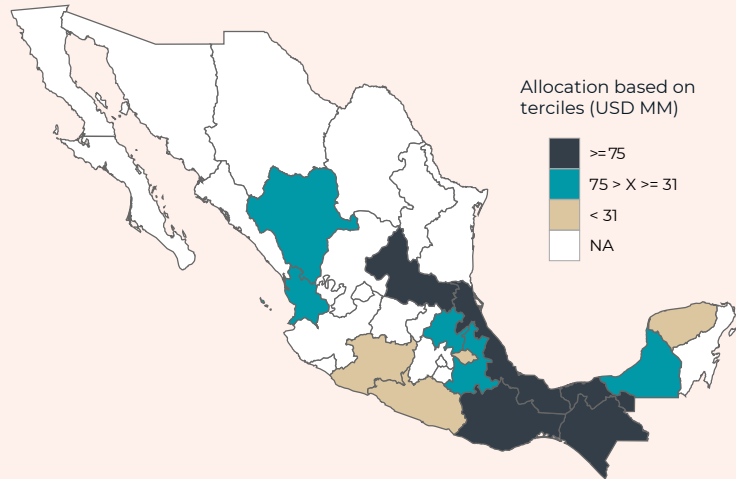 Allocation based on
terciles (USD MM)
>=75
75 > X >= 31
< 31
NA